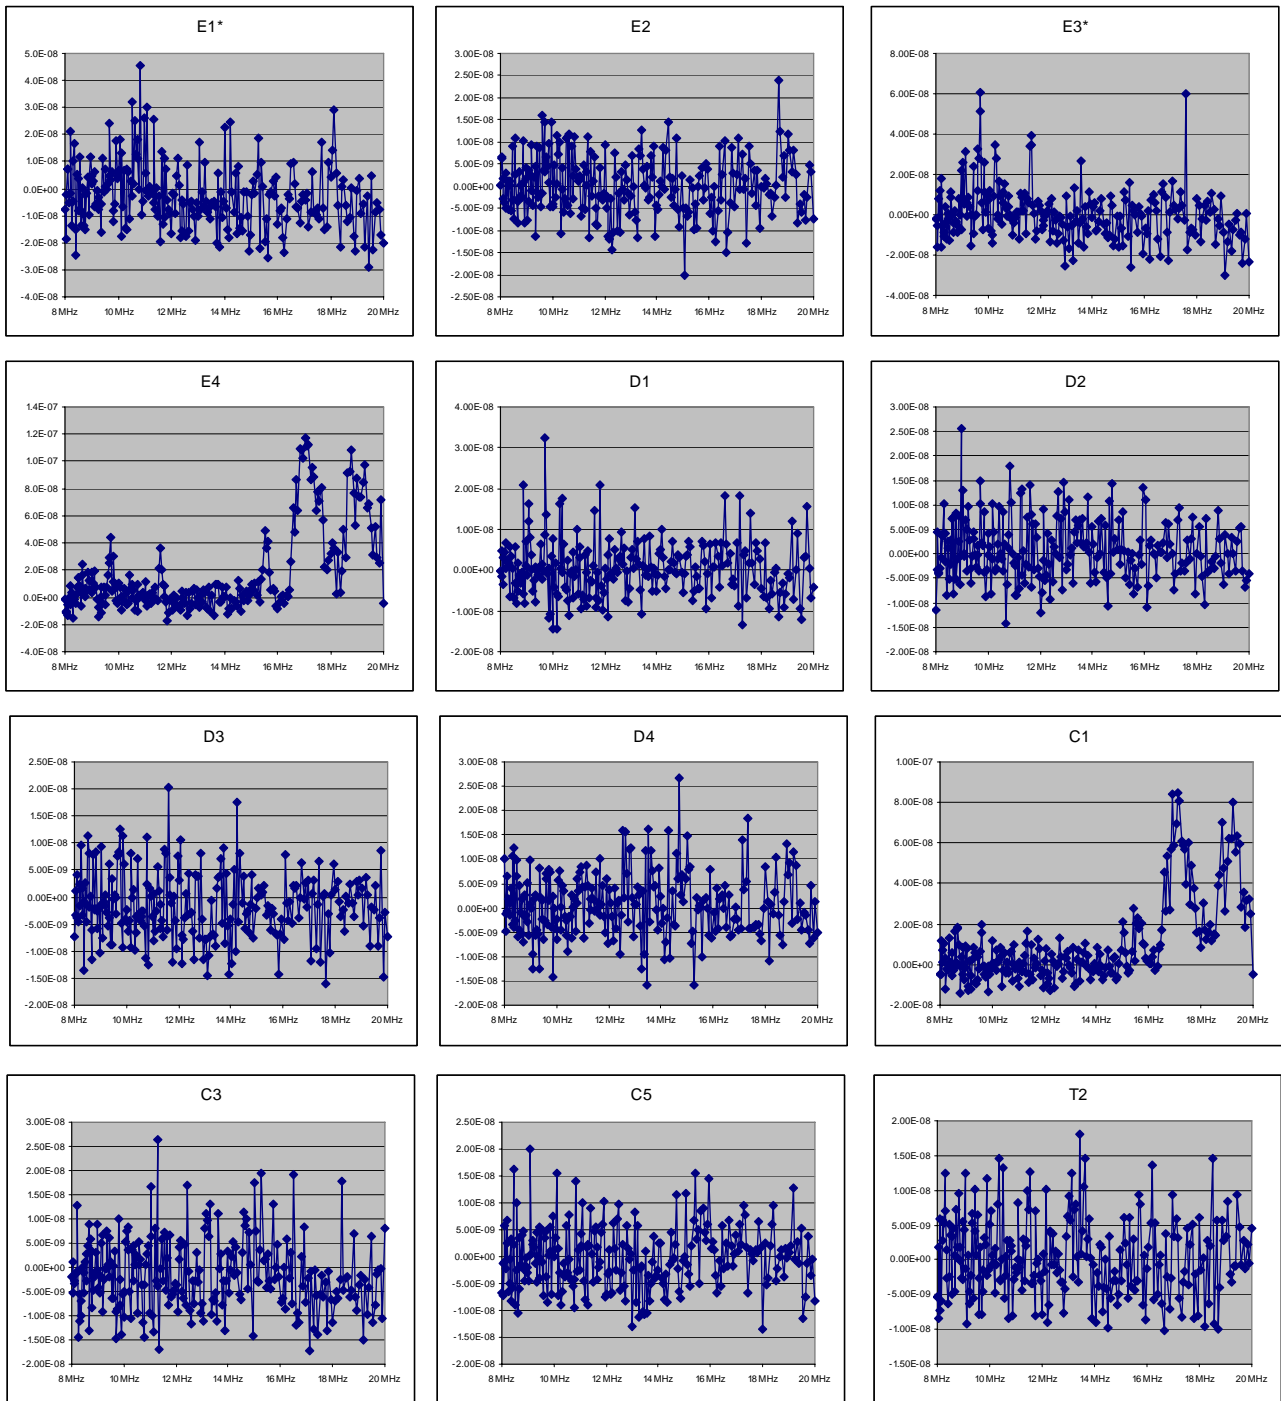 E1*
5.0E-08
4.0E-08
3.0E-08
2.0E-08
1.0E-08
0.0E+00
-1.0E-08
-2.0E-08
-3.0E-08
-4.0E-08
8 MHz 10 MHz 12 MHz 14 MHz 16 MHz 18 MHz 20 MHz
E2
3.00E-08
2.50E-08
2.00E-08
1.50E-08
1.00E-08
5.00E-09
0.00E+00
-5.00E-09
-1.00E-08
-1.50E-08
-2.00E-08
-2.50E-08
8 MHz 10 MHz 12 MHz 14 MHz 16 MHz 18 MHz 20 MHz
E3*
8.00E-08
6.00E-08
4.00E-08
2.00E-08
0.00E+00
-2.00E-08
-4.00E-08
8 MHz 10 MHz 12 MHz 14 MHz 16 MHz 18 MHz 20 MHz
E4
1.4E-07
1.2E-07
1.0E-07
8.0E-08
6.0E-08
4.0E-08
2.0E-08
0.0E+00
-2.0E-08
-4.0E-08
8 MHz 10 MHz 12 MHz 14 MHz 16 MHz 18 MHz 20 MHz
D1
4.00E-08
3.00E-08
2.00E-08
1.00E-08
0.00E+00
-1.00E-08
-2.00E-08
8 MHz 10 MHz 12 MHz 14 MHz 16 MHz 18 MHz 20 MHz
D2
3.00E-08
2.50E-08
2.00E-08
1.50E-08
1.00E-08
5.00E-09
0.00E+00
-5.00E-09
-1.00E-08
-1.50E-08
-2.00E-08
8 MHz 10 MHz 12 MHz 14 MHz 16 MHz 18 MHz 20 MHz
D3
2.50E-08
2.00E-08
1.50E-08
1.00E-08
5.00E-09
0.00E+00
-5.00E-09
-1.00E-08
-1.50E-08
-2.00E-08
8 MHz 10 MHz 12 MHz 14 MHz 16 MHz 18 MHz 20 MHz
D4
3.00E-08
2.50E-08
2.00E-08
1.50E-08
1.00E-08
5.00E-09
0.00E+00
-5.00E-09
-1.00E-08
-1.50E-08
-2.00E-08
8 MHz 10 MHz 12 MHz 14 MHz 16 MHz 18 MHz 20 MHz
C1
1.00E-07
8.00E-08
6.00E-08
4.00E-08
2.00E-08
0.00E+00
-2.00E-08
8 MHz 10 MHz 12 MHz 14 MHz 16 MHz 18 MHz 20 MHz
C3
3.00E-08
2.50E-08
2.00E-08
1.50E-08
1.00E-08
5.00E-09
0.00E+00
-5.00E-09
-1.00E-08
-1.50E-08
-2.00E-08
8 MHz 10 MHz 12 MHz 14 MHz 16 MHz 18 MHz 20 MHz
C5
2.50E-08
2.00E-08
1.50E-08
1.00E-08
5.00E-09
0.00E+00
-5.00E-09
-1.00E-08
-1.50E-08
-2.00E-08
8 MHz 10 MHz 12 MHz 14 MHz 16 MHz 18 MHz 20 MHz
T2
2.00E-08
1.50E-08
1.00E-08
5.00E-09
0.00E+00
-5.00E-09
-1.00E-08
-1.50E-08
8 MHz 10 MHz 12 MHz 14 MHz 16 MHz 18 MHz 20 MHz